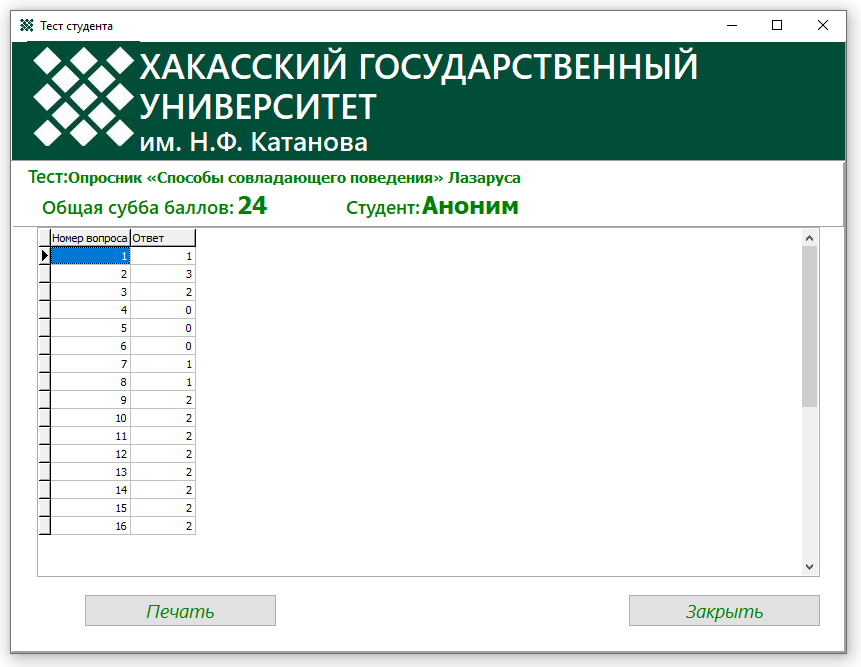 Тест студента
ХАКАССКИЙ ГОСУДАРСТВЕННЫЙ
УНИВЕРСИТЕТ
им. Н.Ф. Катанова
Тест:Опросник «Способы совладающего поведения» Лазаруса
Общая субба баллов: 24 Студент: Аноним
Номер вопроса Ответ
1 1
2 3
3 2
4 0
5 0
6 0
7 1
8 1
9 2
10 2
11 2
12 2
13 2
14 2
15 2
16 2
Печать Закрыть